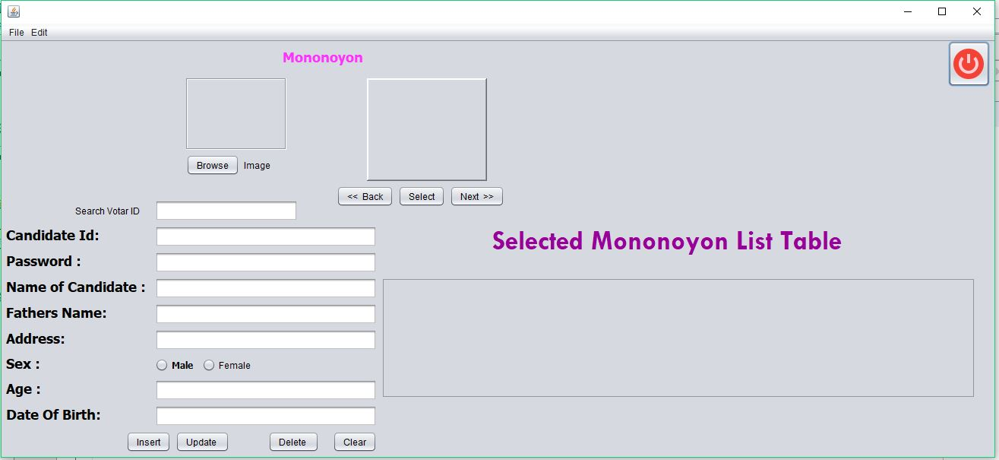 File Edit
Mononoyon
Browse Image
<< Back Select Next >>
Search Votar ID
Candidate Id:
Selected Mononoyon List Table
Password :
Name of Candidate :
Fathers Name:
Address:
Sex : Male Female
Age :
Date Of Birth:
Insert Update Delete Clear